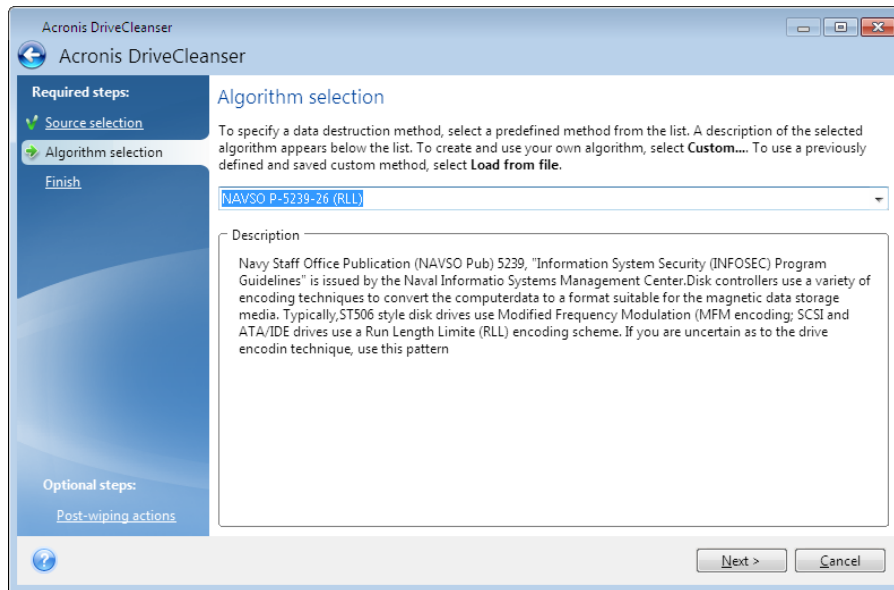 Acronis DriveCleanser
Acronis DriveCleanser
Required steps:
Source selection
Algorithm selection
Finish
Optional steps:
Post-wiping actions
Algorithm selection
To specify a data destruction method, select a predefined method from the list. A description of the selected
algorithm appears below the list. To create and use your own algorithm, select Custom.... To use a previously
defined and saved custom method, select Load from file.
NAVSO P-5239-26 (RLL)
Description
Navy Staff Office Publication (NAVSO Pub) 5239, "Information System Security (INFOSEC) Program
Guidelines" is issued by the Naval Informatio Systems Management Center.Disk controllers use a variety of
encoding techniques to convert the computerdata to a format suitable for the magnetic data storage
media. Typically,ST506 style disk drives use Modified Frequency Modulation (MFM encoding; SCSI and
ATA/IDE drives use a Run Length Limite (RLL) encoding scheme. If you are uncertain as to the drive
encodin technique, use this pattern
?
Next >
Cancel